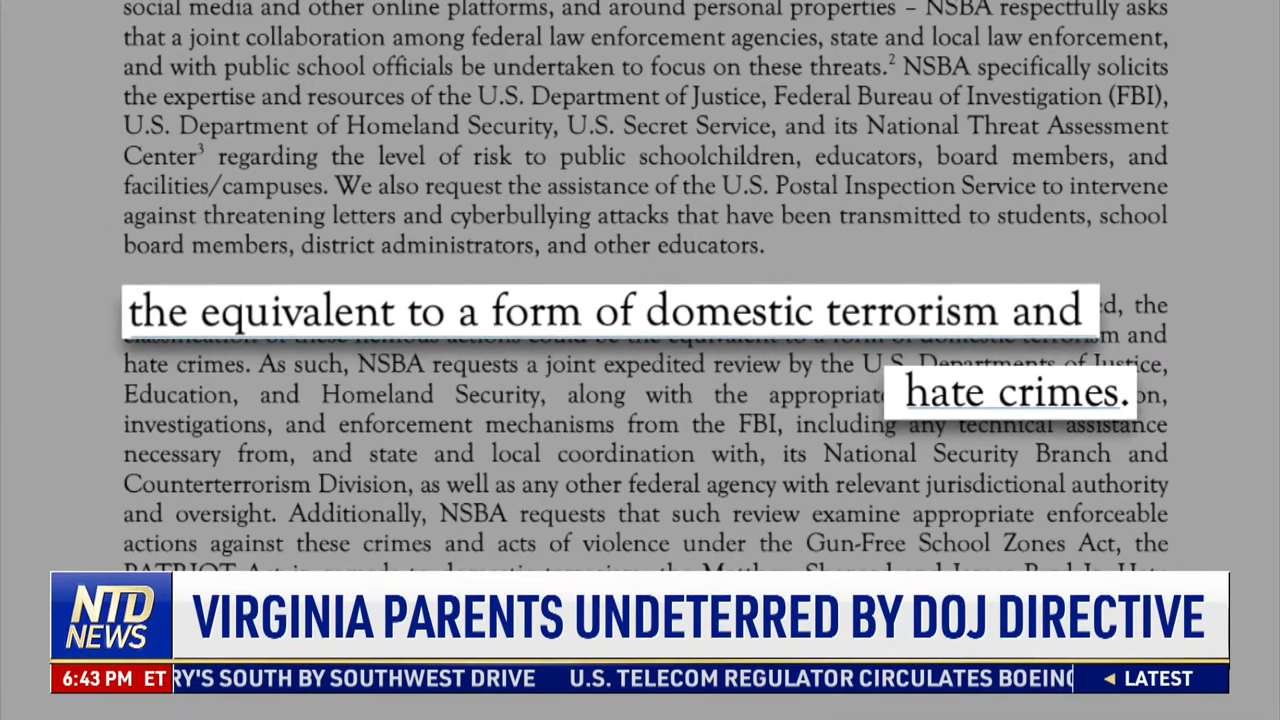 social media and other online platforms, and around personal properties – NSBA respectfully asks
that a joint collaboration among federal law enforcement agencies, state and local law enforcement,
and with public school officials be undertaken to focus on these threats.² NSBA specifically solicits
the expertise and resources of the U.S. Department of Justice, Federal Bureau of Investigation (FBI),
U.S. Department of Homeland Security, U.S. Secret Service, and its National Threat Assessment
Center³ regarding the level of risk to public schoolchildren, educators, board members, and
facilities/campuses. We also request the assistance of the U.S. Postal Inspection Service to intervene
against threatening letters and cyberbullying attacks that have been transmitted to students, school
board members, district administrators, and other educators.
the equivalent to a form of domestic terrorism and
the
and
hate crimes. As such, NSBA requests a joint expedited review by the U.S. Departments of Justice,
Education, and Homeland Security, along with the
hate crimes.
investigations, and enforcement mechanisms from the FBI, including any technical assistance
necessary from, and state and local coordination with, its National Security Branch and
Counterterrorism Division, as well as any other federal agency with relevant jurisdictional authority
and oversight. Additionally, NSBA requests that such review examine appropriate enforceable
actions against these crimes and acts of violence under the Gun-Free School Zones Act, the
NTD
NEWS
VIRGINIA PARENTS UNDETERRED BY DOJ DIRECTIVE
6:43 PM ET
RY'S SOUTH BY SOUTHWEST DRIVE U.S. TELECOM REGULATOR CIRCULATES BOEING
LATEST